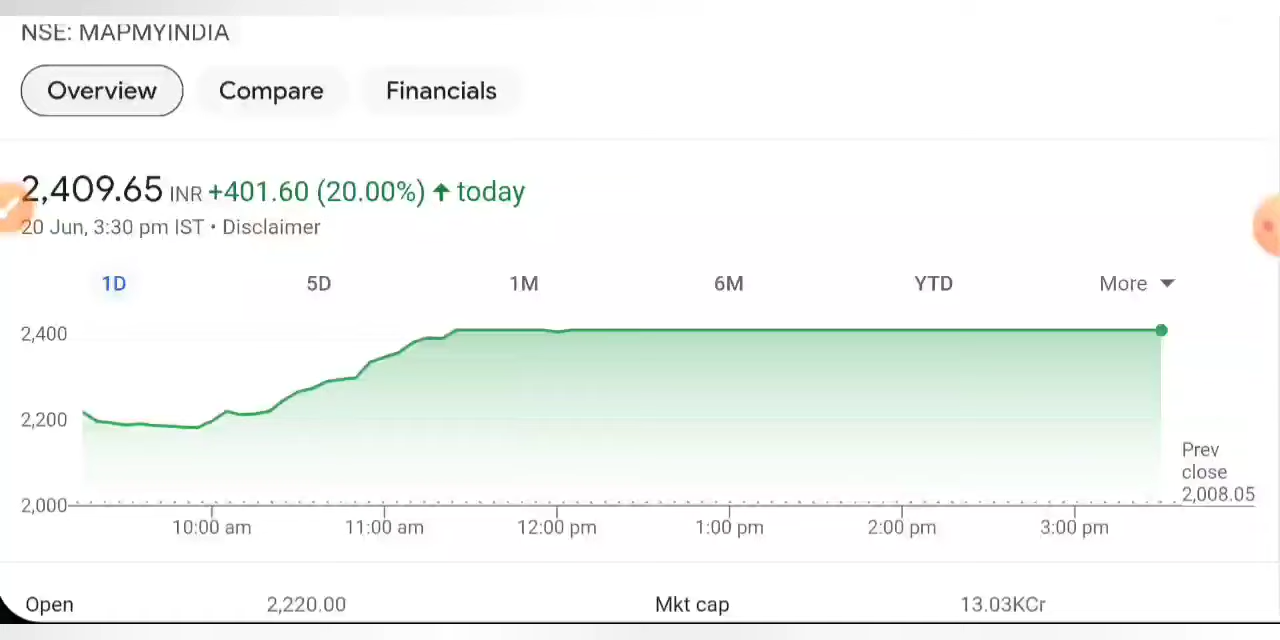 NSE: MAPMYINDIA
Overview Compare Financials
2,409.65 INR +401.60 (20.00%) ↑ today
20 Jun, 3:30 pm IST • Disclaimer
1D 5D 1M 6M YTD More
2,400
2,200
2,000
Prev
close
2,008.05
10:00 am 11:00 am 12:00 pm 1:00 pm 2:00 pm 3:00 pm
Open 2,220.00 Mkt cap 13.03KCr